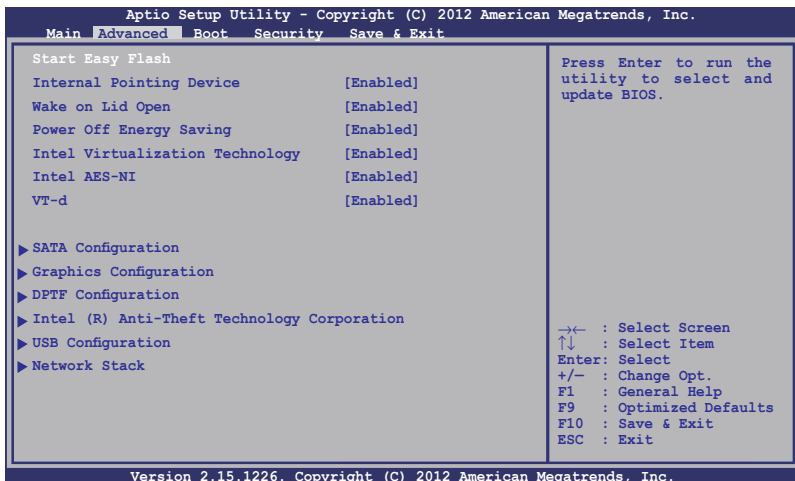 Aptio Setup Utility - Copyright (C) 2012 American Megatrends, Inc.
Main Advanced Boot Security Save & Exit
Start Easy Flash
Internal Pointing Device [Enabled]
Wake on Lid Open [Enabled]
Power Off Energy Saving [Enabled]
Intel Virtualization Technology [Enabled]
Intel AES-NI [Enabled]
VT-d [Enabled]
SATA Configuration
Graphics Configuration
DPTF Configuration
Intel (R) Anti-Theft Technology Corporation
USB Configuration
Network Stack
Press Enter to run the
utility to select and
update BIOS.
→← : Select Screen
↑↓ : Select Item
Enter: Select
+/— : Change Opt.
F1 : General Help
F9 : Optimized Defaults
F10 : Save & Exit
ESC : Exit
Version 2.15.1226. Copyright (C) 2012 American Megatrends, Inc.